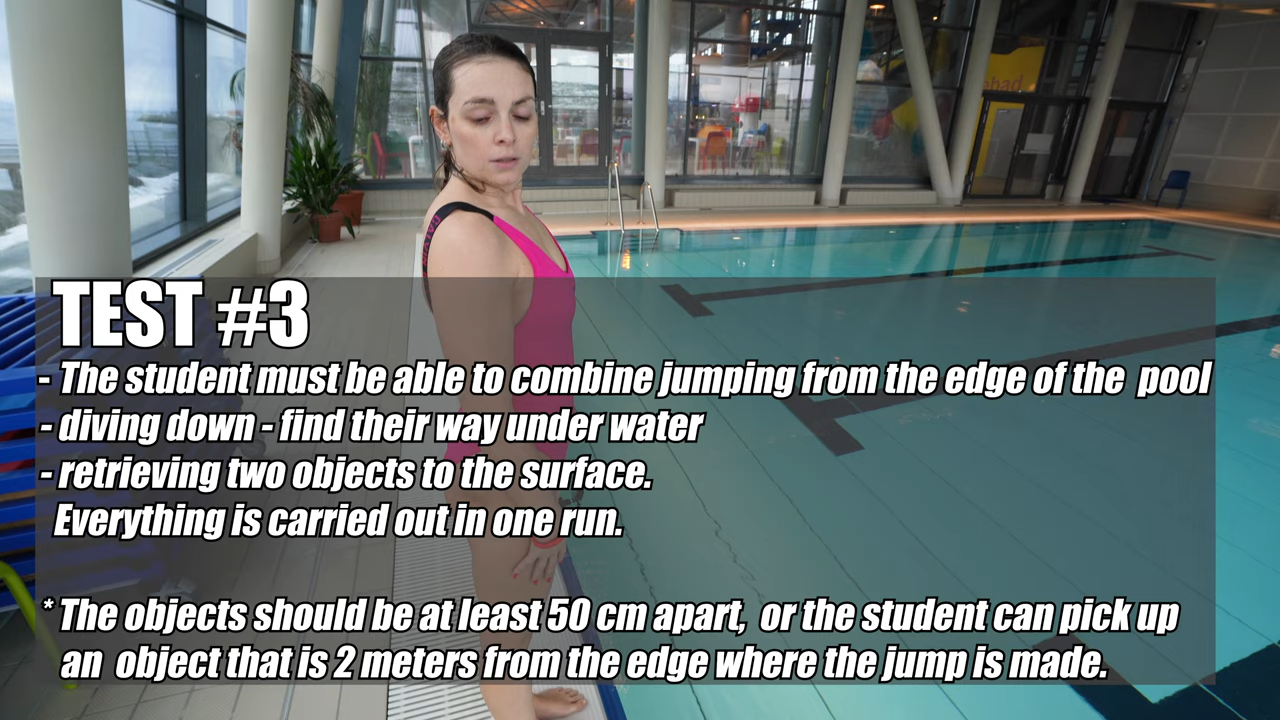 TEST #3
- The student must be able to combine jumping from the edge of the pool
- diving down - find their way under water
- retrieving two objects to the surface.
Everything is carried out in one run.
* The objects should be at least 50 cm apart, or the student can pick up
an object that is 2 meters from the edge where the jump is made.
bad